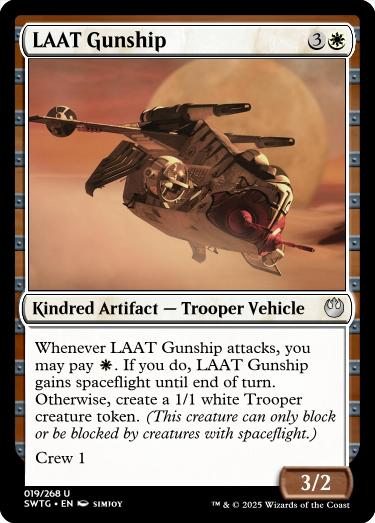 LAAT Gunship 3
Kindred Artifact — Trooper Vehicle
Whenever LAAT Gunship attacks, you
may pay . If you do, LAAT Gunship
gains spaceflight until end of turn.
Otherwise, create a 1/1 white Trooper
creature token. (This creature can only block
or be blocked by creatures with spaceflight.)
Crew 1
3/2
019/268 U
SWTG • EN SIMJOY
™ & © 2025 Wizards of the Coast